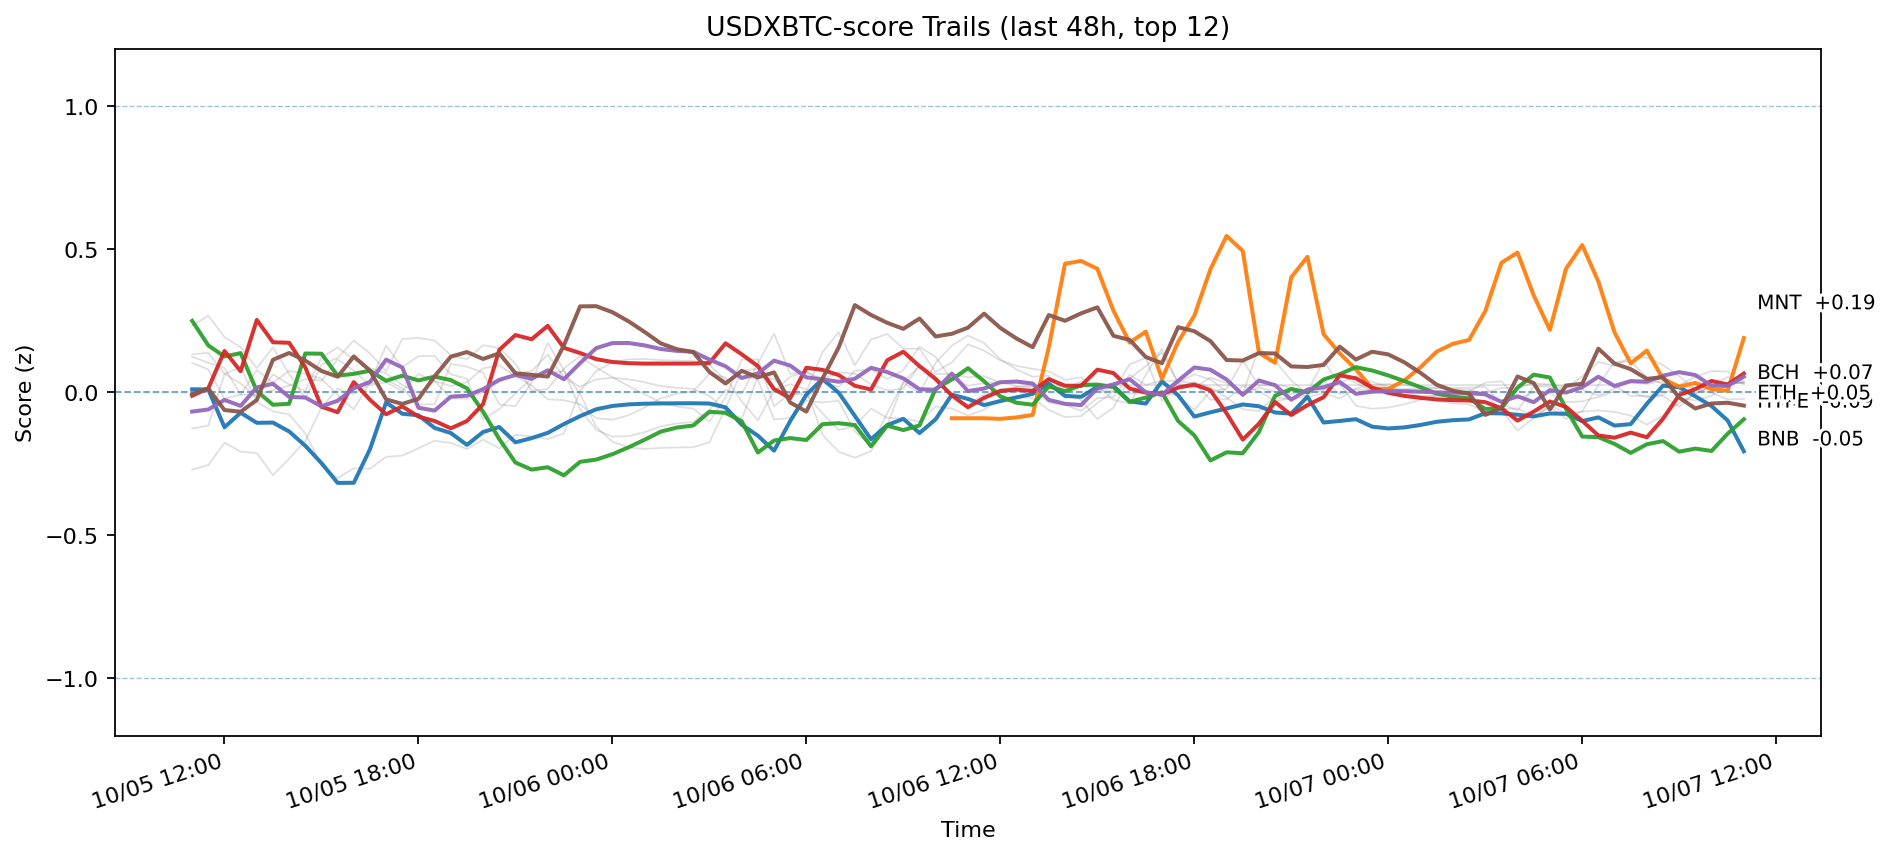 USDXBTC-score Trails (last 48h, top 12)
Score (z)
1.0
0.5
0.0
−0.5
−1.0
MNT +0.19
BCH +0.07
ETH +0.05
BNB -0.05
10/05 12:00
10/05 18:00
10/06 00:00
10/06 06:00
10/06 12:00
10/06 18:00
10/07 00:00
10/07 06:00
10/07 12:00
Time